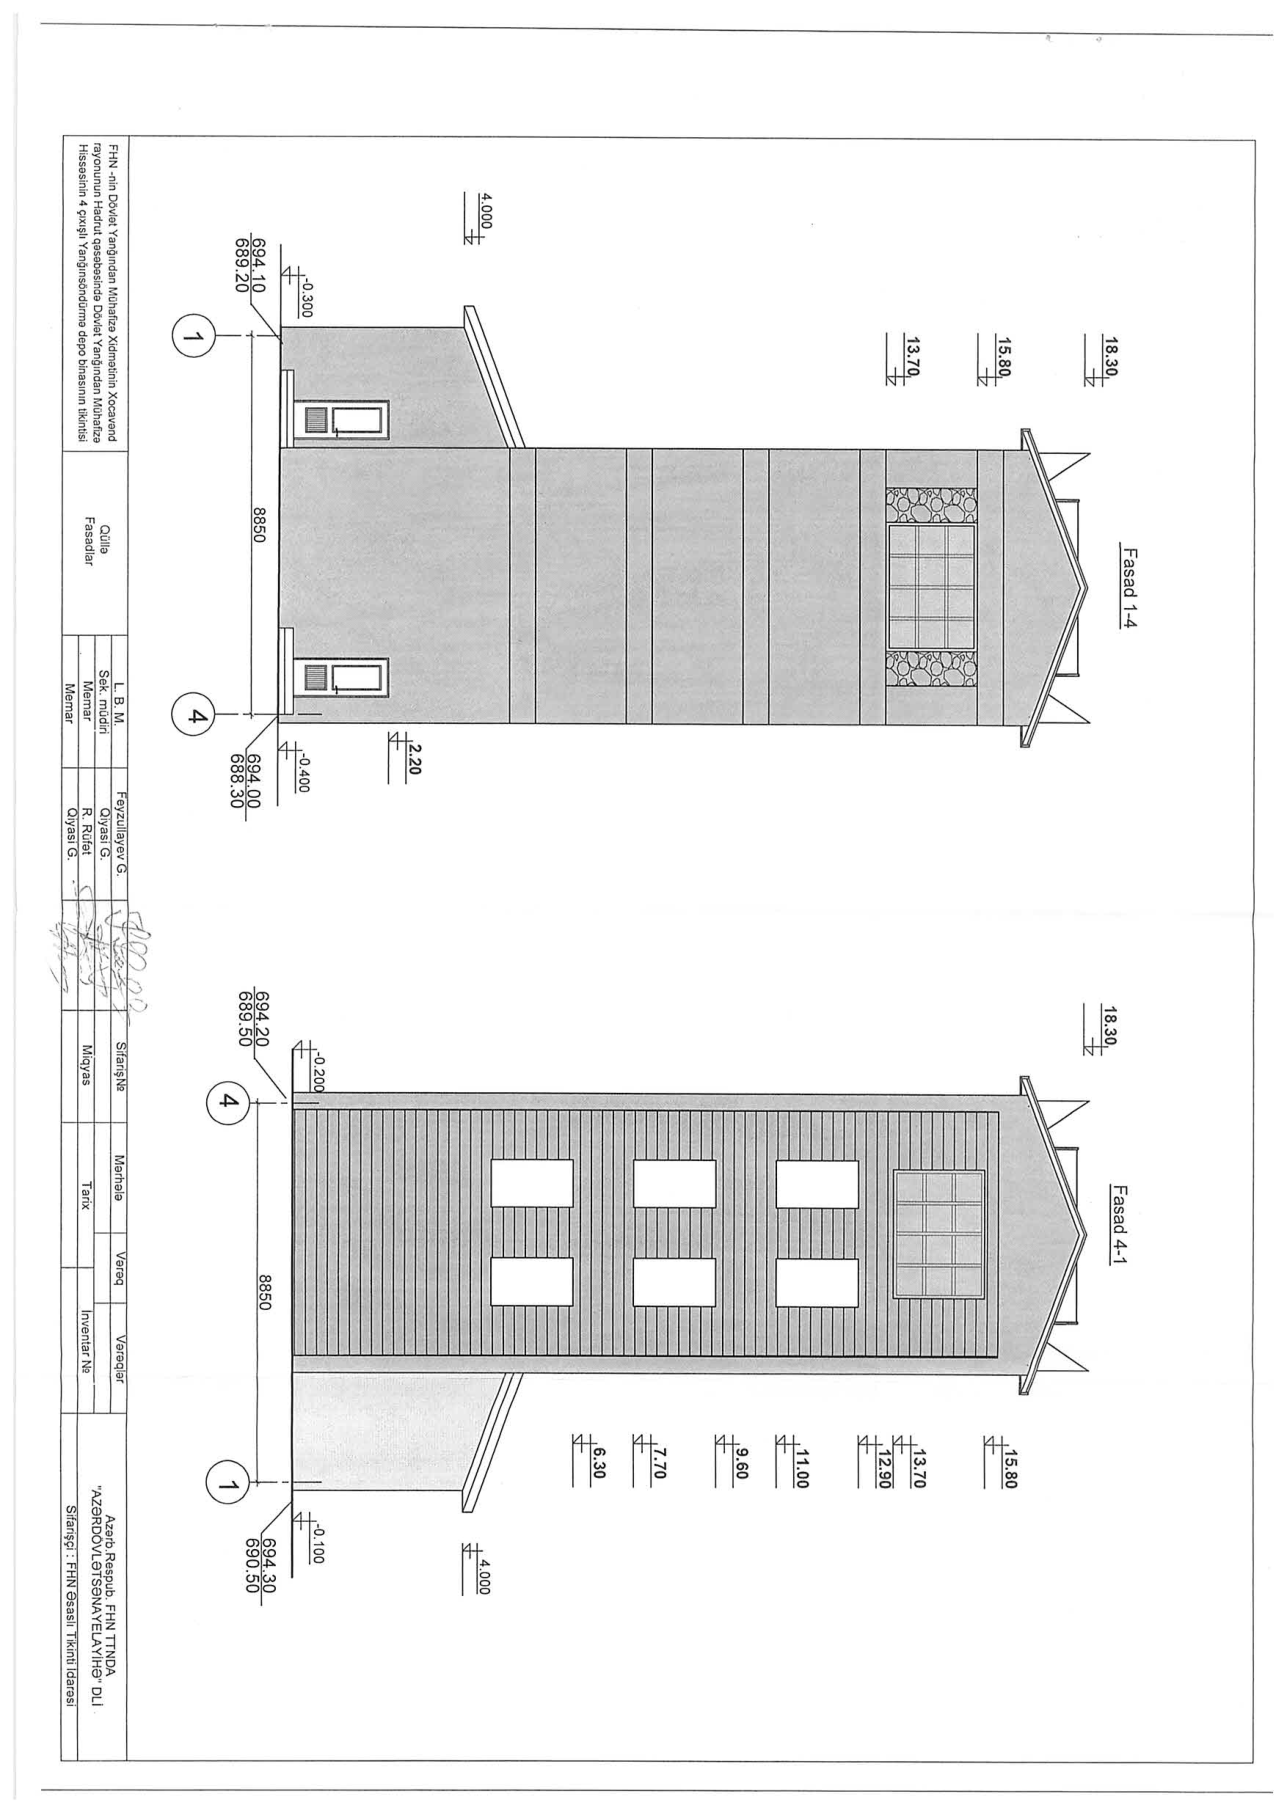 Fasad 1-4
18.30
15.80
13.70
4.000
2.20
-0.300
694.10
689.20
1
8850
4
-0.400
694.00
688.30
Fasad 4-1
18.30
15.80
13.70
12.90
11.00
9.60
7.70
6.30
4.000
-0.200
694.20
689.50
4
8850
1
-0.100
694.30
690.50
FHN -nin Dövlət Yanğından Mühafizə Xidmətinin Xocavənd
rayonunun Hadrut qəsəbəsində Dövlət Yanğından Mühafizə
Hissəsinin 4 çıxışlı Yanğınsöndürmə depo binasının tikintisi
Qüllə
Fasadlar
L. B. M. Feyzullayev G.
Sek. müdiri Qiyasi G.
Memar R. Rüfət
Memar Qiyasi G.
Sifariş№ Mərhələ Vərəq Vərəqlər
Miqyas Tarix İnventar №
Azərb.Respub. FHN TTNDA
"AZƏRDÖVLƏTSƏNAYELAYİHƏ" DLİ
Sifarişçi : FHN Əsaslı Tikinti İdarəsi